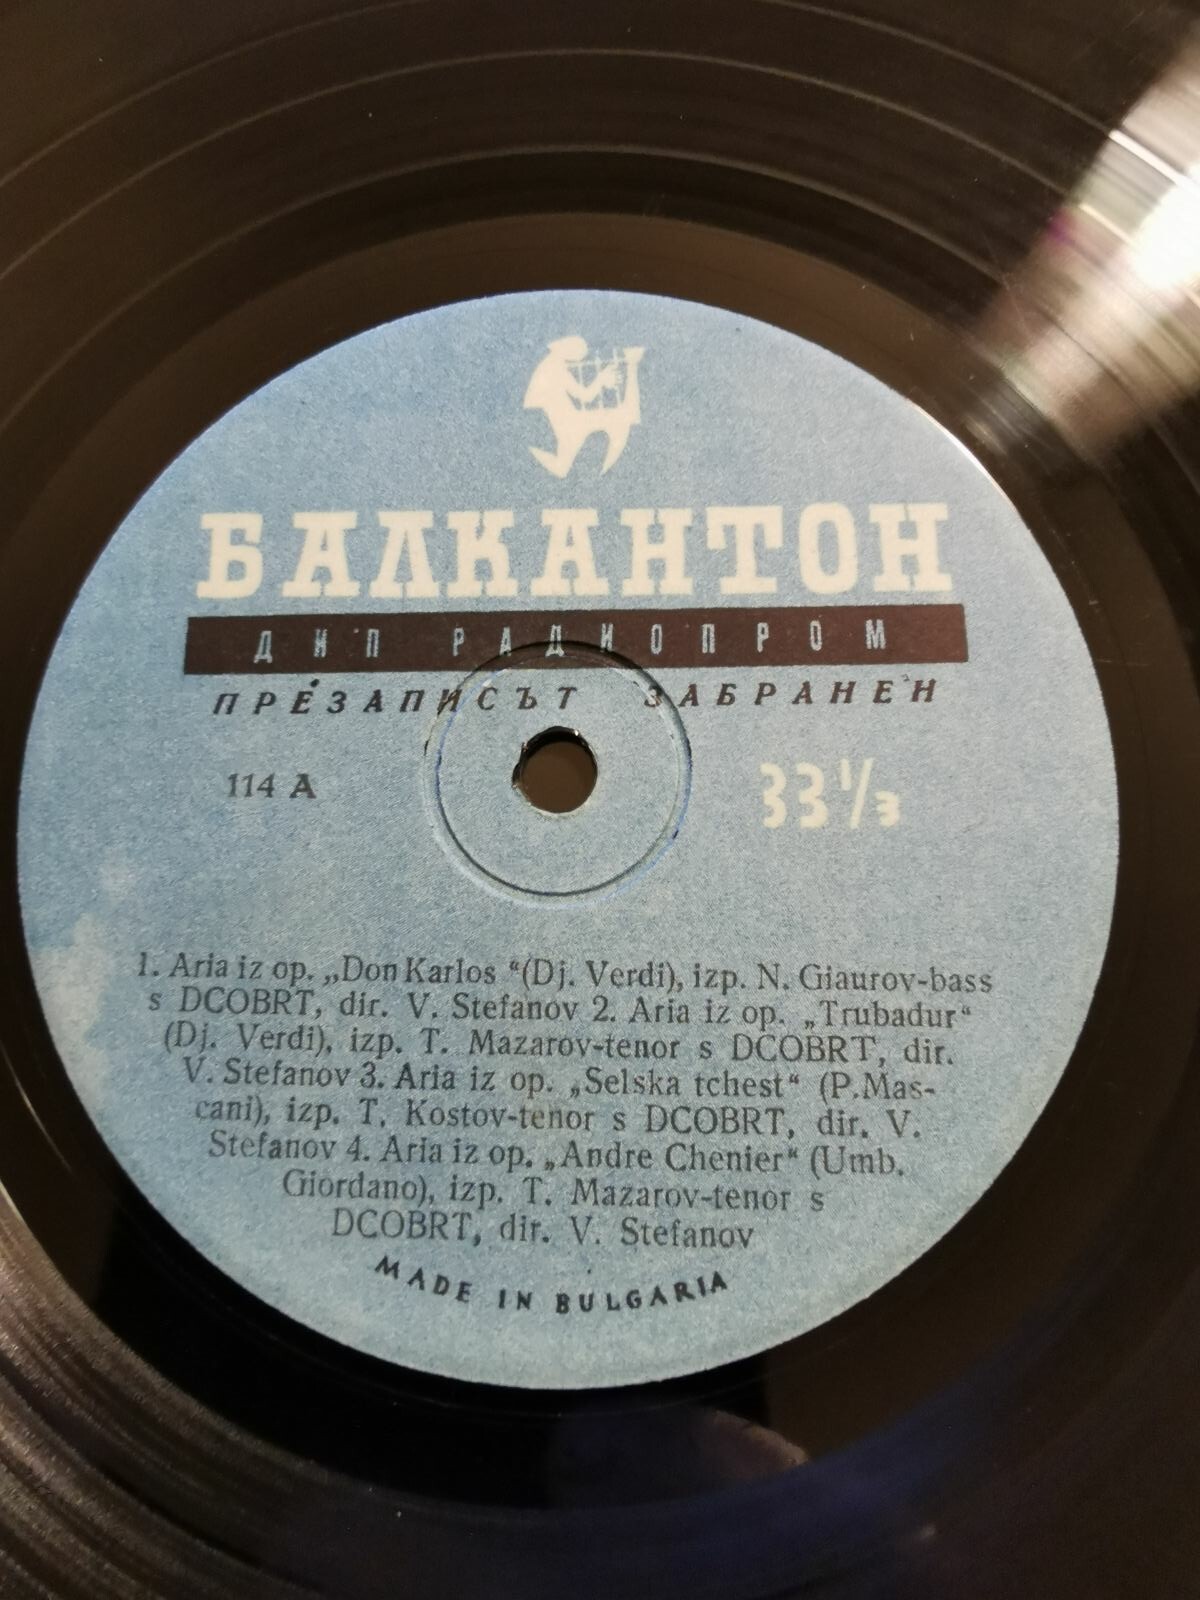 БАЛКАНТОН
ДИП РАДИОПРОМ
ПРЕЗАПИСЪТ ЗАБРАНЕН
114 A
33 1/3
1. Aria iz op. „Don Karlos “(Dj. Verdi), izp. N. Giaurov-bass
s DCOBRT, dir. V. Stefanov 2. Aria iz op. „Trubadur“
(Dj. Verdi), izp. T. Mazarov-tenor s DCOBRT, dir.
V. Stefanov 3. Aria iz op. „Selska tchest“ (P.Mas-
cani), izp. T. Kostov-tenor s DCOBRT, dir. V.
Stefanov 4. Aria iz op. „Andre Chenier“ (Umb.
Giordano), izp. T. Mazarov-tenor s
DCOBRT, dir. V. Stefanov
MADE IN BULGARIA